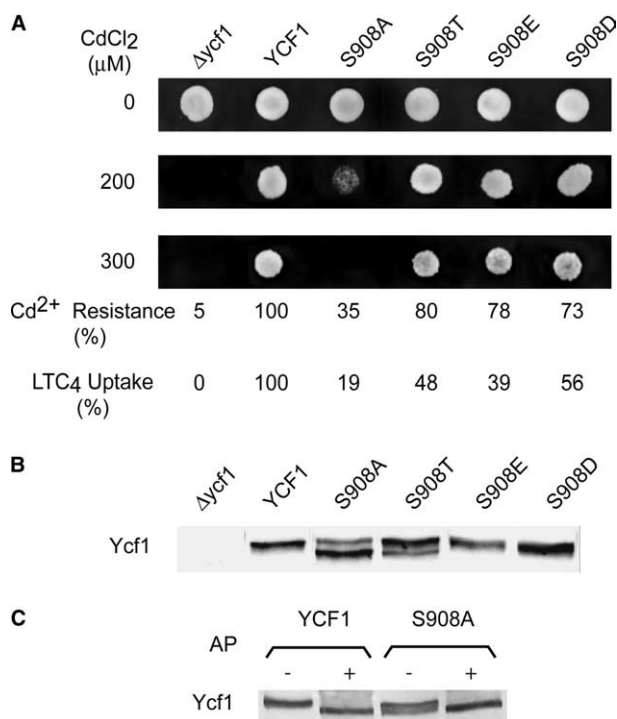 A
CdCl2
(μM)
Δycf1 YCF1 S908A S908T S908E S908D
0
200
300
Cd2+ Resistance 5 100 35 80 78 73
(%)
LTC4 Uptake 0 100 19 48 39 56
(%)
B
Δycf1 YCF1 S908A S908T S908E S908D
Ycf1
C
YCF1 S908A
AP
- + - +
Ycf1